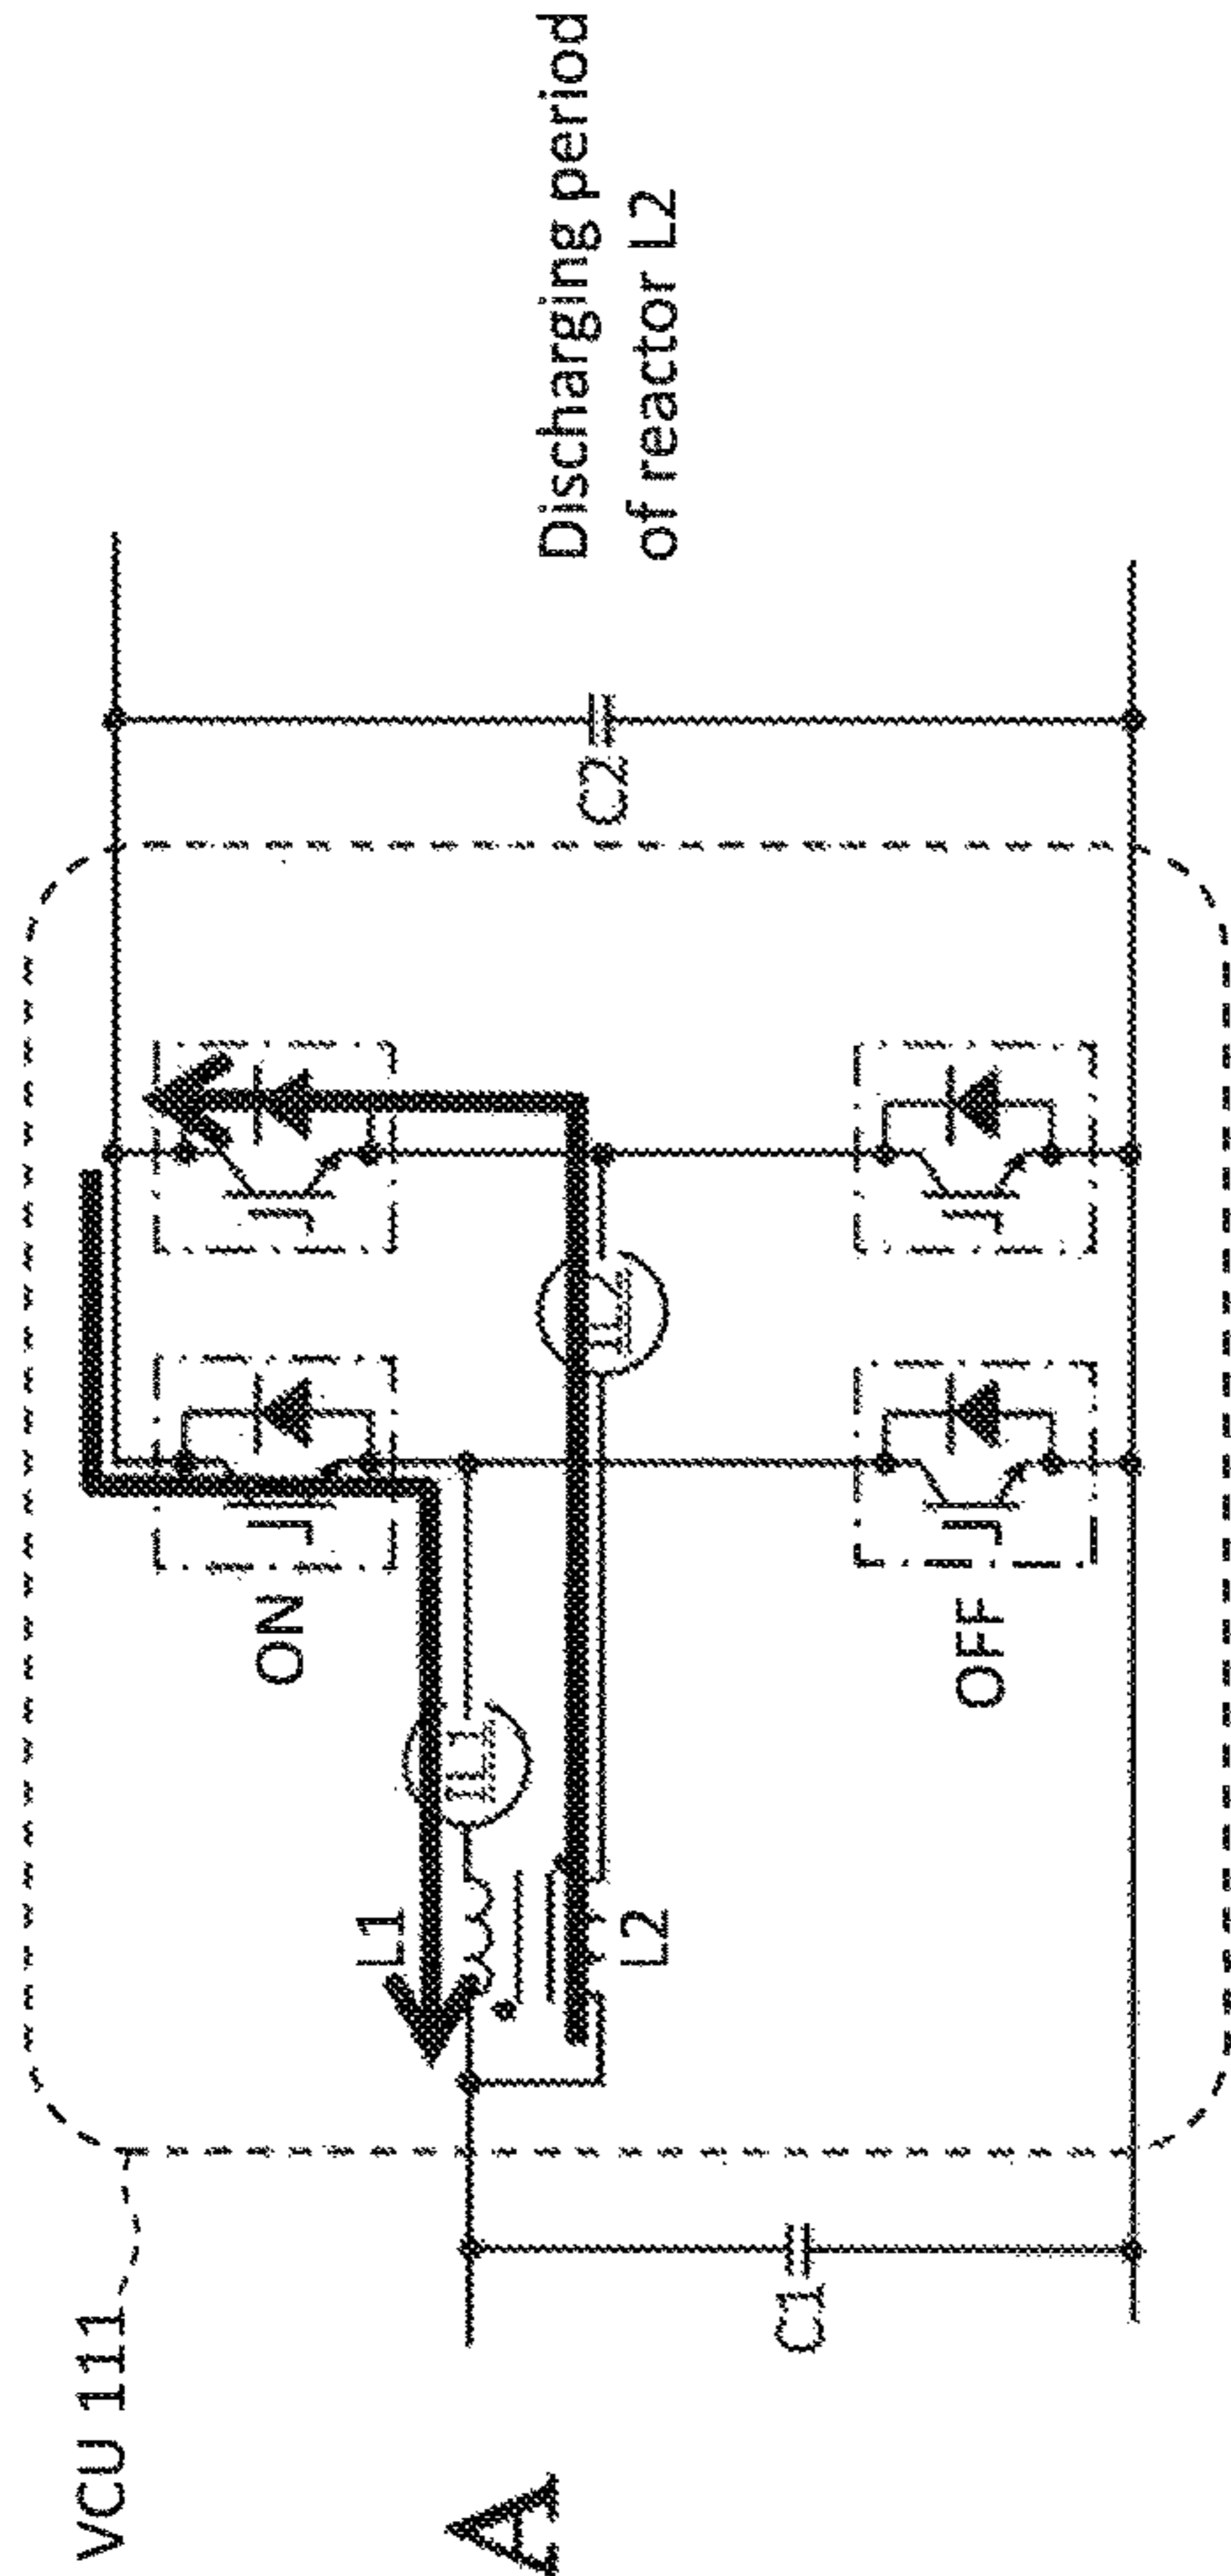 VCU 111
A
ON
L1
IL1
IL2
L2
OFF
C1
C2
Discharging period
of reactor L2